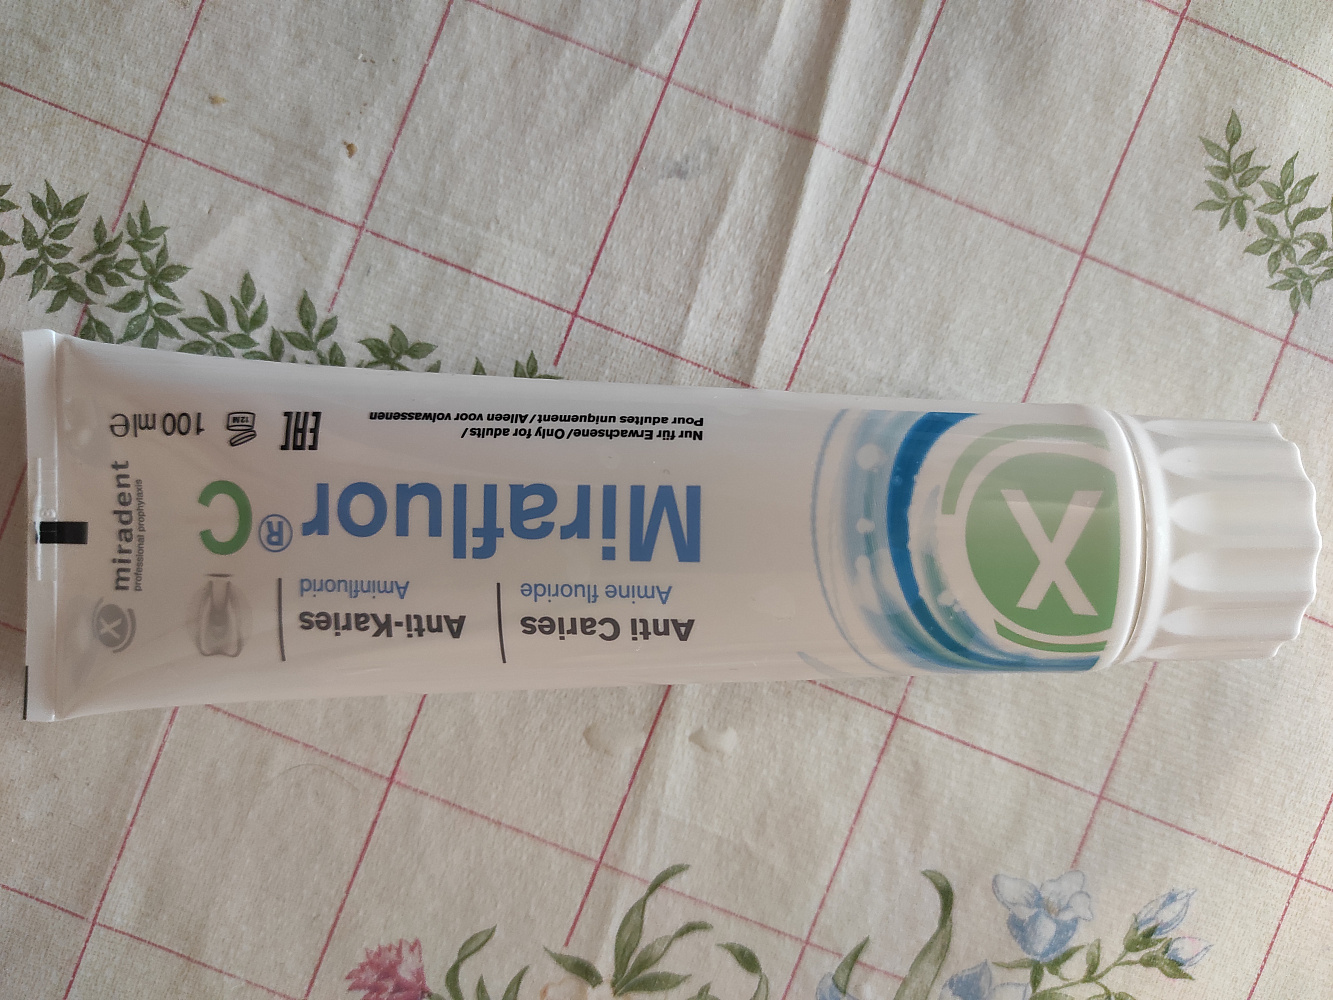 Anti Caries
Amine fluoride
Anti-Karies
Aminfluorid
Mirafluor® C
Nur für Erwachsene/Only for adults/
Pour adultes uniquement/Alleen voor volwassenen
EAC
12M
100 ml e
X
miradent
professional prophylaxis
X